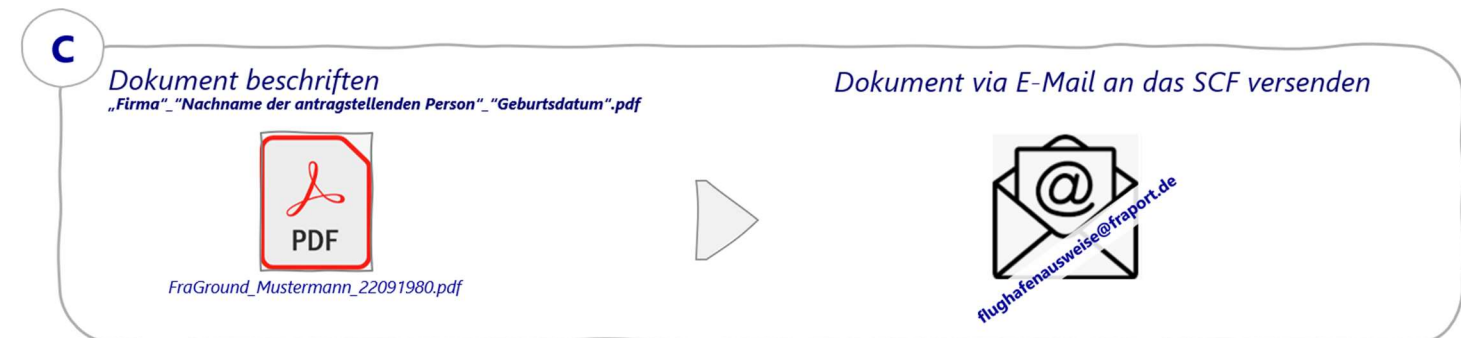 C
Dokument beschriften
„Firma“_“Nachname der antragstellenden Person“_“Geburtsdatum“.pdf
PDF
FraGround_Mustermann_22091980.pdf
Dokument via E-Mail an das SCF versenden
@
flughafenausweise@fraport.de